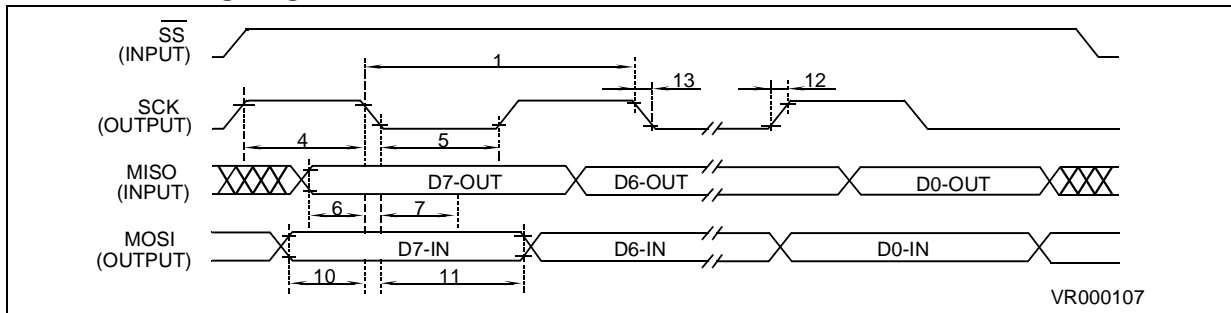 SS
(INPUT)
1
13
12
SCK
(OUTPUT)
4
5
MISO
(INPUT)
D7-OUT
D6-OUT
D0-OUT
6
7
MOSI
(OUTPUT)
D7-IN
D6-IN
D0-IN
10
11
VR000107